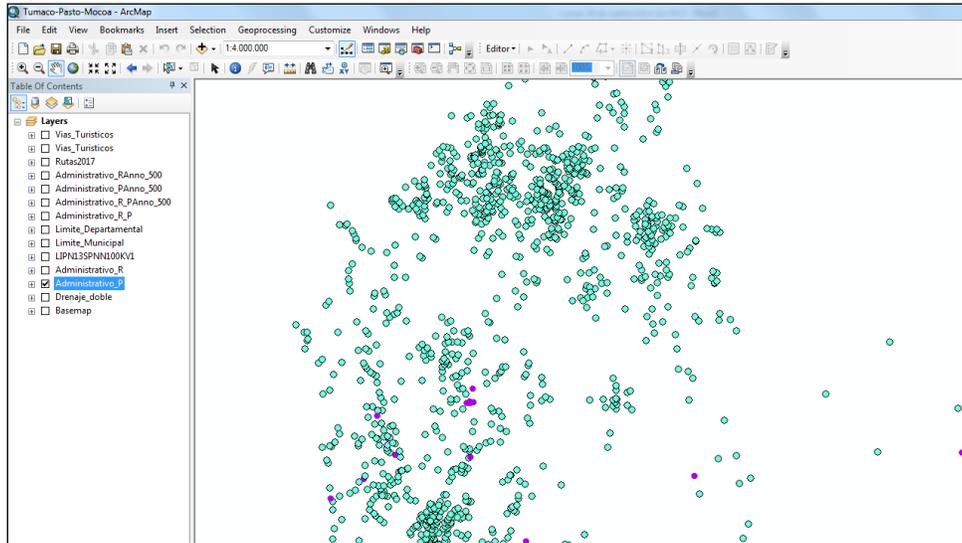 Tumaco-Pasto-Mocoa - ArcMap
File Edit View Bookmarks Insert Selection Geoprocessing Customize Windows Help
1:4.000.000 Editor
Table Of Contents
Layers
Vias_Turisticos
Vias_Turisticos
Rutas2017
Administrativo_RAnno_500
Administrativo_PAnno_500
Administrativo_R_PAnno_500
Administrativo_R_P
Limite_Departamental
Limite_Municipal
LIPN13SPNN100KV1
Administrativo_R
Administrativo_P
Drenaje_doble
Basemap